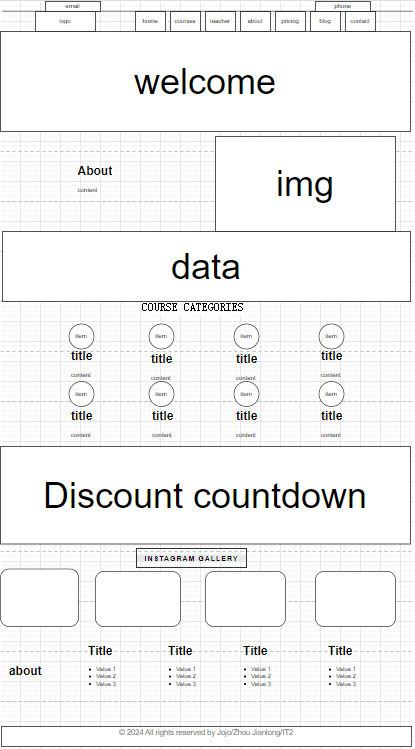 email phone
logo home courses teacher about pricing blog contact
welcome
About
content
img
data
COURSE CATEGORIES
item item item item
title title title title
content content content content
item item item item
title title title title
content content content content
Discount countdown
INSTAGRAM GALLERY
Title Title Title Title
about
Value 1 Value 1 Value 1 Value 1
Value 2 Value 2 Value 2 Value 2
Value 3 Value 3 Value 3 Value 3
© 2024 All rights reserved by Jojo/Zhou Jianlong/IT2